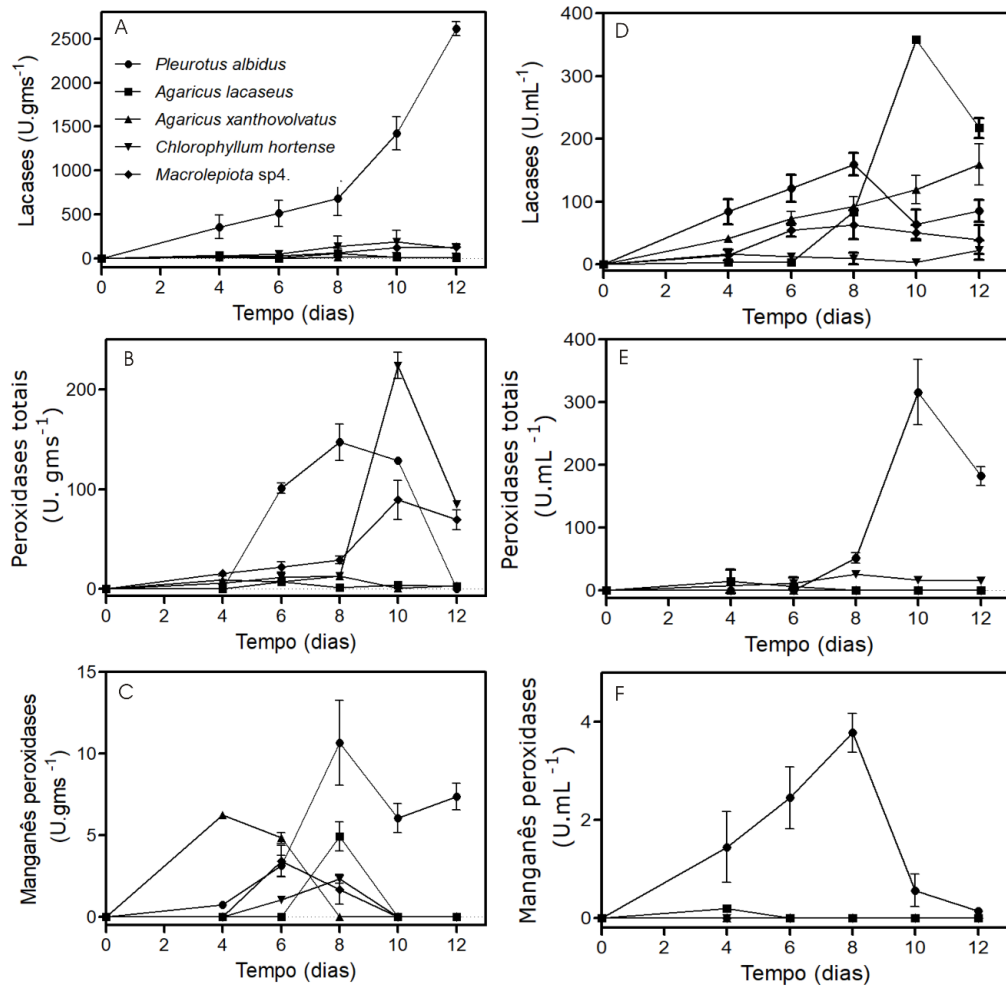 A
Lacases (U.gms-1)
2500
2000
1500
1000
500
0
Pleurotus albidus
Agaricus lacaseus
Agaricus xanthovolvatus
Chlorophyllum hortense
Macrolepiota sp4.
0 2 4 6 8 10 12
Tempo (dias)
D
Lacases (U.mL-1)
400
300
200
100
0
0 2 4 6 8 10 12
Tempo (dias)
B
Peroxidases totais
(U. gms-1)
200
100
0
0 2 4 6 8 10 12
Tempo (dias)
E
Peroxidases totais
(U.mL -1)
400
300
200
100
0
0 2 4 6 8 10 12
Tempo (dias)
C
Manganês peroxidases
(U.gms -1)
15
10
5
0
0 2 4 6 8 10 12
Tempo (dias)
F
Manganês peroxidases
(U.mL -1)
4
2
0
0 2 4 6 8 10 12
Tempo (dias)